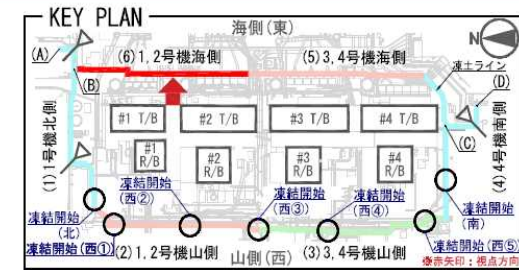 KEY PLAN
海側(東)
N
(A)
(6)1,2号機海側
(5)3,4号機海側
凍土ライン
(B)
(D)
#1 T/B
#2 T/B
#3 T/B
#4 T/B
(C)
(1)1号機北側
(4)4号機南側
#1
R/B
#2
R/B
#3
R/B
#4
R/B
凍結開始
(西②)
凍結開始
(西③)
凍結開始
(西④)
凍結開始
(北)
凍結開始
(南)
凍結開始(西①)
(2)1,2号機山側
山側(西)
(3)3,4号機山側
凍結開始(西⑤)
※赤矢印：視点方向